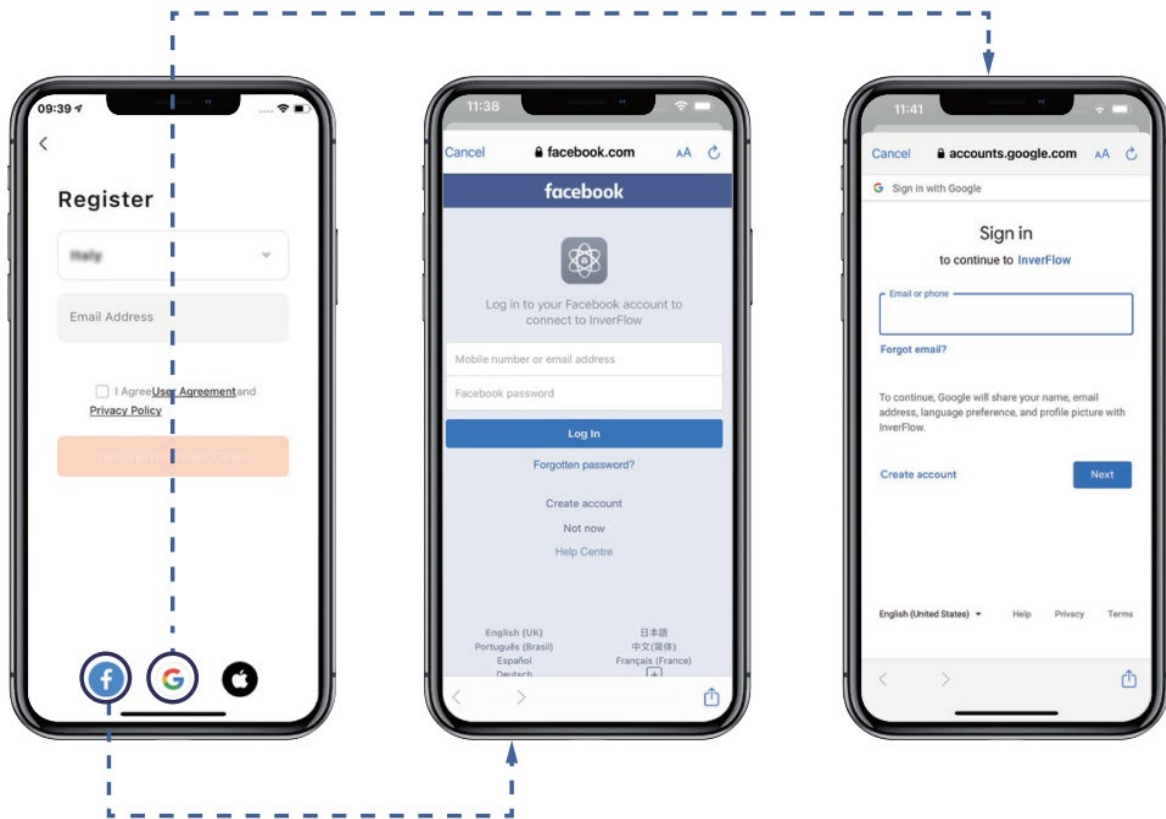 09:39
Register
Italy
Email Address
I AgreeUser Agreementand
Privacy Policy
Get Verification Code
11:38
Cancel
facebook.com
AA
facebook
Log in to your Facebook account to
connect to InverFlow
Mobile number or email address
Facebook password
Log In
Forgotten password?
Create account
Not now
Help Centre
English (UK)
日本語
Português (Brasil)
中文(简体)
Español
Français (France)
Deutsch
11:41
Cancel
accounts.google.com
AA
Sign in with Google
Sign in
to continue to InverFlow
Email or phone
Forgot email?
To continue, Google will share your name, email
address, language preference, and profile picture with
InverFlow.
Create account
Next
English (United States)
Help
Privacy
Terms